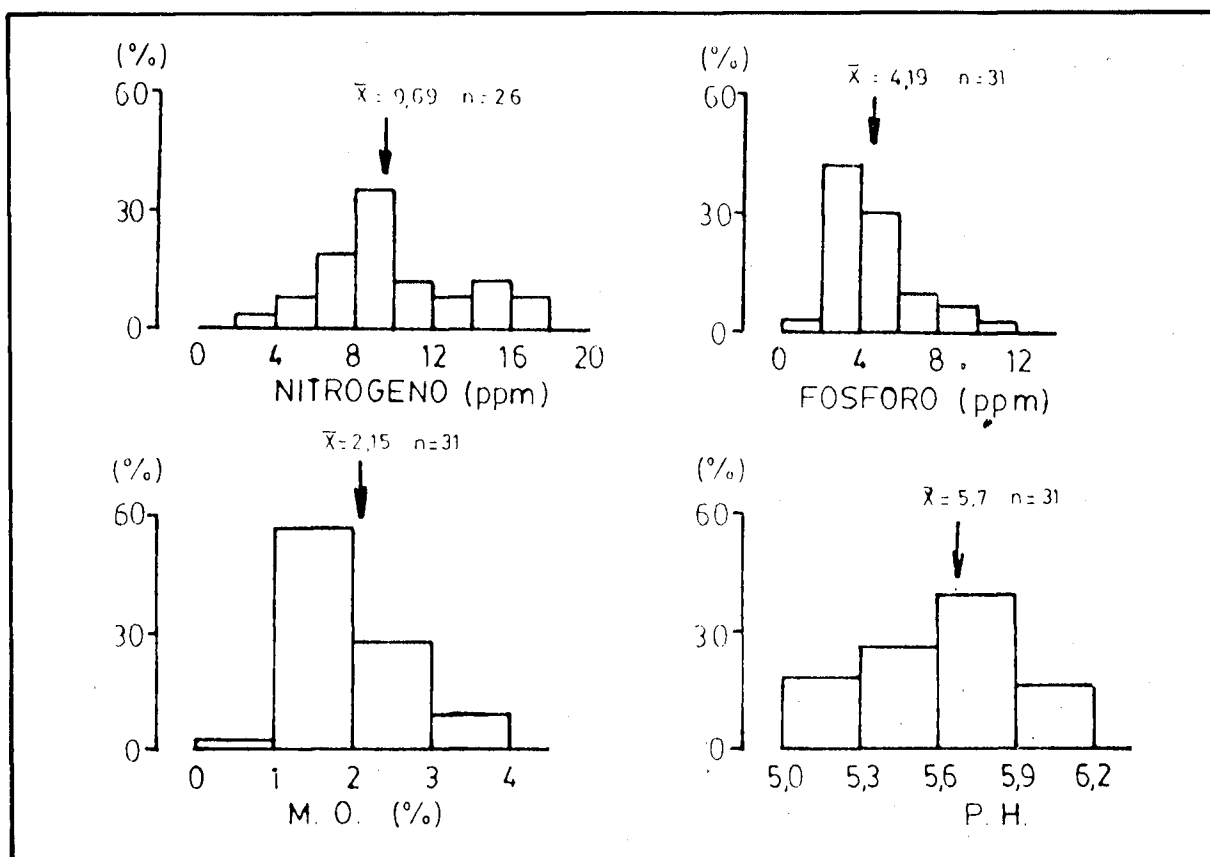 (%)
X̄ = 9,69 n=26
60
30
0
0 4 8 12 16 20
NITROGENO (ppm)
(%)
X̄ = 4,19 n=31
60
30
0
0 4 8 12
FOSFORO (ppm)
(%)
X̄=2,15 n=31
60
30
0
0 1 2 3 4
M. O. (%)
(%)
X̄=5,7 n=31
60
30
0
5,0 5,3 5,6 5,9 6,2
P. H.